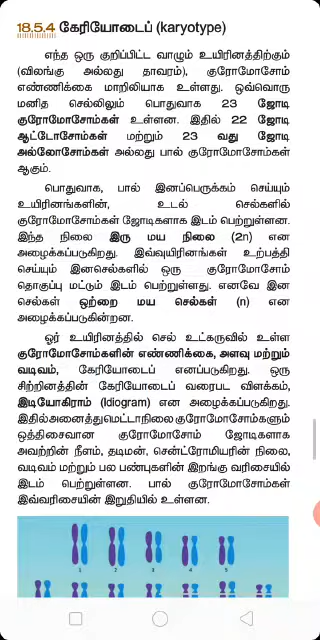 18.5.4 கேரியோடைப் (karyotype)
எந்த ஒரு குறிப்பிட்ட வாழும் உயிரினத்திற்கும்
(விலங்கு அல்லது தாவரம்), குரோமோசோம்
எண்ணிக்கை மாறிலியாக உள்ளது. ஒவ்வொரு
மனித செல்லிலும் பொதுவாக 23 ஜோடி
குரோமோசோம்கள் உள்ளன. இதில் 22 ஜோடி
ஆட்டோசோம்கள் மற்றும் 23 வது ஜோடி
அல்லோசோம்கள் அல்லது பால் குரோமோசோம்கள்
ஆகும்.
பொதுவாக, பால் இனப்பெருக்கம் செய்யும்
உயிரினங்களின், உடல் செல்களில்
குரோமோசோம்கள் ஜோடிகளாக இடம் பெற்றுள்ளன.
இந்த நிலை இரு மய நிலை (2n) என
அழைக்கப்படுகிறது. இவ்வுயிரினங்கள் உற்பத்தி
செய்யும் இனசெல்களில் ஒரு குரோமோசோம்
தொகுப்பு மட்டும் இடம் பெற்றுள்ளது. எனவே இன
செல்கள் ஒற்றை மய செல்கள் (n) என
அழைக்கப்படுகின்றன.
ஓர் உயிரினத்தில் செல் உட்கருவில் உள்ள
குரோமோசோம்களின் எண்ணிக்கை, அளவு மற்றும்
வடிவம், கேரியோடைப் எனப்படுகிறது. ஒரு
சிற்றினத்தின் கேரியோடைப் வரைபட விளக்கம்,
இடியோகிராம் (Idiogram) என அழைக்கப்படுகிறது.
இதில்அனைத்துமெட்டாநிலை குரோமோசோம்களும்
ஒத்திசைவான குரோமோசோம் ஜோடிகளாக
அவற்றின் நீளம், தடிமன், சென்ட்ரோமியரின் நிலை,
வடிவம் மற்றும் பல பண்புகளின் இறங்கு வரிசையில்
இடம் பெற்றுள்ளன. பால் குரோமோசோம்கள்
இவ்வரிசையின் இறுதியில் உள்ளன.
1 2 3 4 5